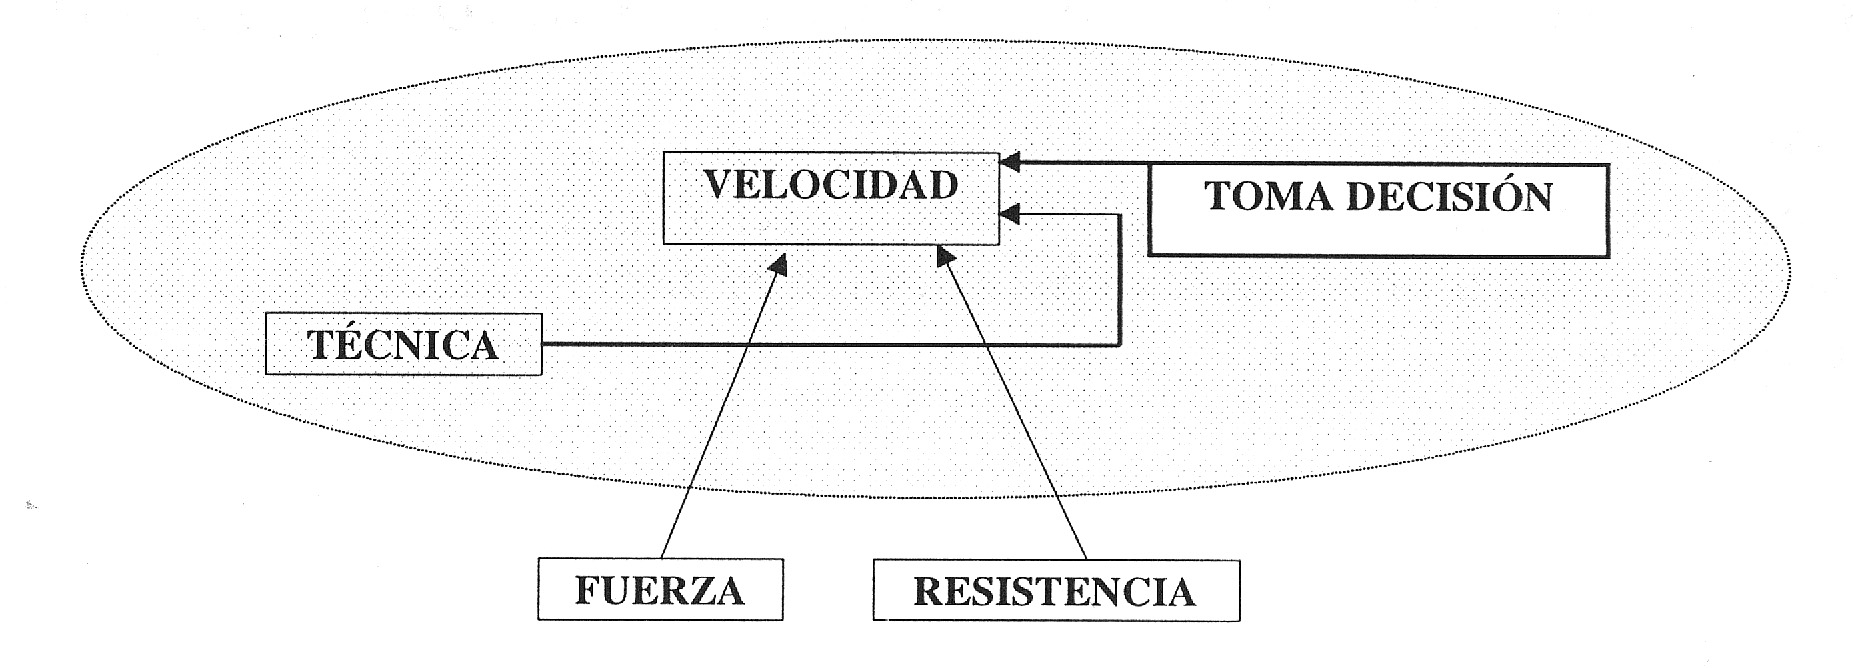 VELOCIDAD
TOMA DECISIÓN
TÉCNICA
FUERZA
RESISTENCIA